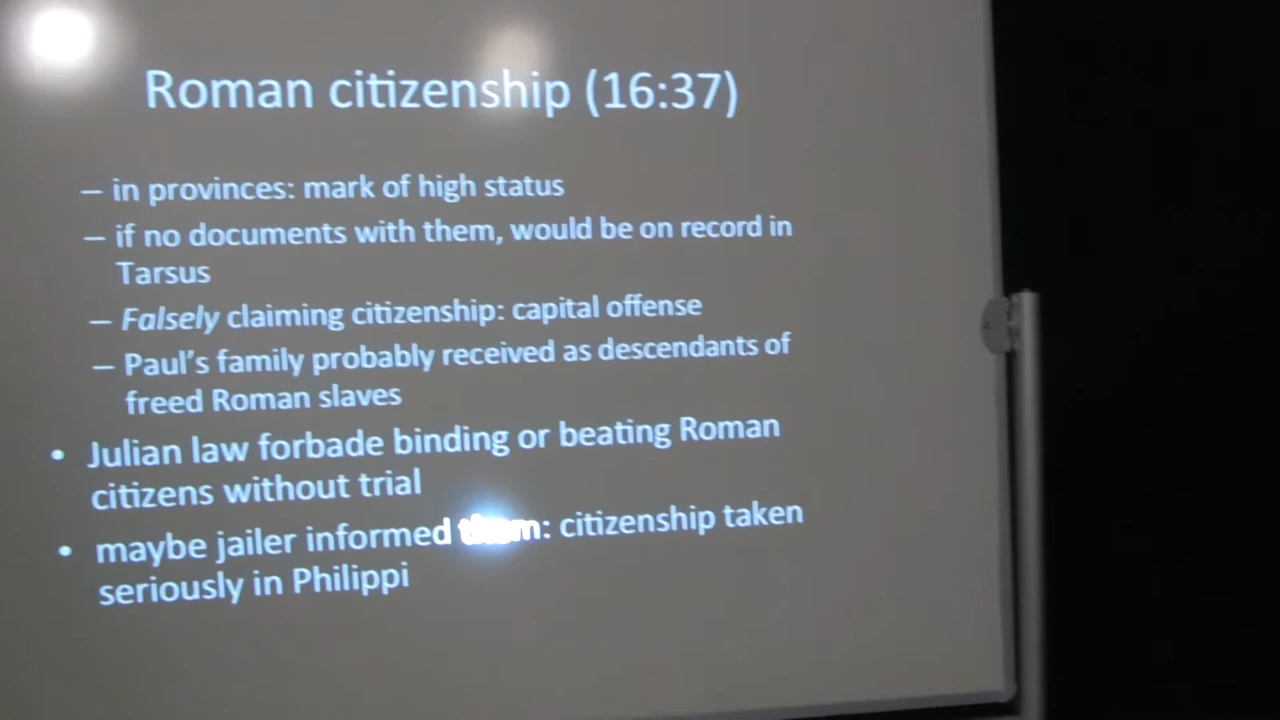 Roman citizenship (16:37)
– in provinces: mark of high status
– if no documents with them, would be on record in
Tarsus
– Falsely claiming citizenship: capital offense
– Paul's family probably received as descendants of
freed Roman slaves
• Julian law forbade binding or beating Roman
citizens without trial
• maybe jailer informed them: citizenship taken
seriously in Philippi